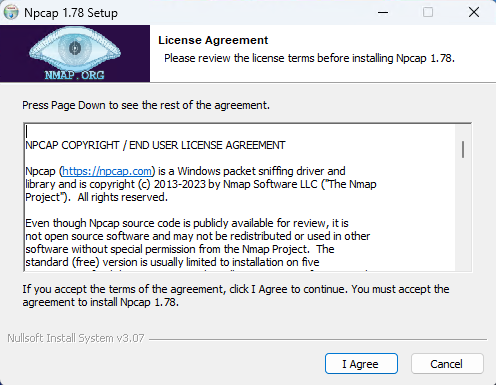 Npcap 1.78 Setup
NMAP.ORG
License Agreement
Please review the license terms before installing Npcap 1.78.
Press Page Down to see the rest of the agreement.
NPCAP COPYRIGHT / END USER LICENSE AGREEMENT
Npcap (https://npcap.com) is a Windows packet sniffing driver and
library and is copyright (c) 2013-2023 by Nmap Software LLC ("The Nmap
Project").  All rights reserved.
Even though Npcap source code is publicly available for review, it is
not open source software and may not be redistributed or used in other
software without special permission from the Nmap Project.  The
standard (free) version is usually limited to installation on five
If you accept the terms of the agreement, click I Agree to continue. You must accept the
agreement to install Npcap 1.78.
Nullsoft Install System v3.07
I Agree
Cancel